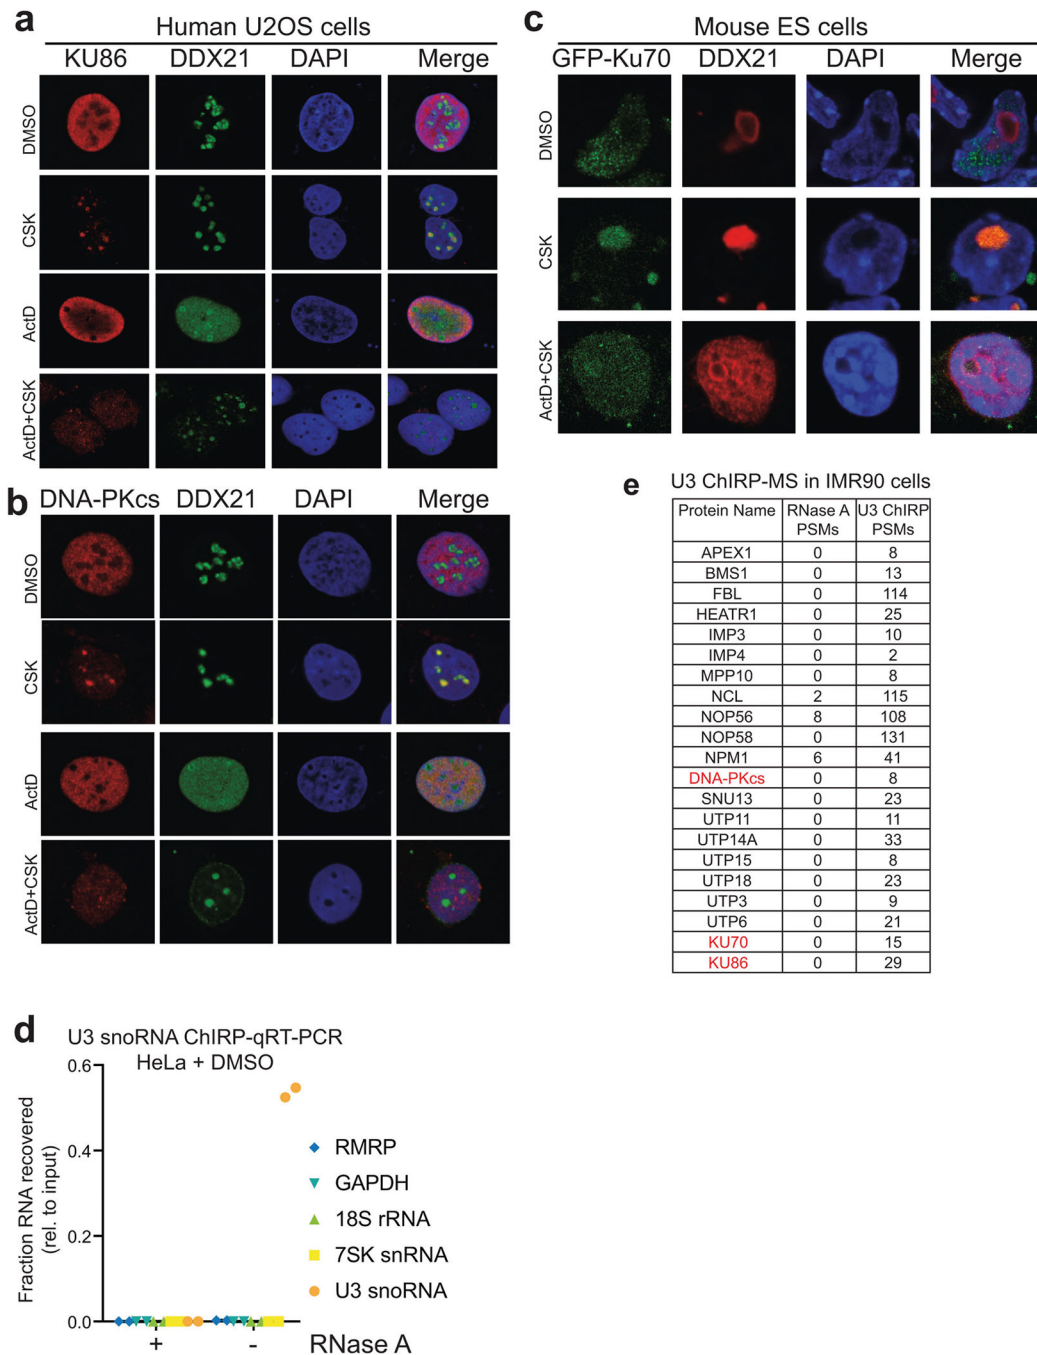 a
Human U2OS cells
KU86 DDX21 DAPI Merge
DMSO
CSK
ActD
ActD+CSK
b
DNA-PKcs DDX21 DAPI Merge
DMSO
CSK
ActD
ActD+CSK
c
Mouse ES cells
GFP-Ku70 DDX21 DAPI Merge
DMSO
CSK
ActD+CSK
e
U3 ChIRP-MS in IMR90 cells
Protein Name RNase A PSMs U3 ChIRP PSMs
APEX1 0 8
BMS1 0 13
FBL 0 114
HEATR1 0 25
IMP3 0 10
IMP4 0 2
MPP10 0 8
NCL 2 115
NOP56 8 108
NOP58 0 131
NPM1 6 41
DNA-PKcs 0 8
SNU13 0 23
UTP11 0 11
UTP14A 0 33
UTP15 0 8
UTP18 0 23
UTP3 0 9
UTP6 0 21
KU70 0 15
KU86 0 29
d
U3 snoRNA ChIRP-qRT-PCR
HeLa + DMSO
Fraction RNA recovered
(rel. to input)
0.6
0.4
0.2
0.0
RMRP
GAPDH
18S rRNA
7SK snRNA
U3 snoRNA
+ - RNase A